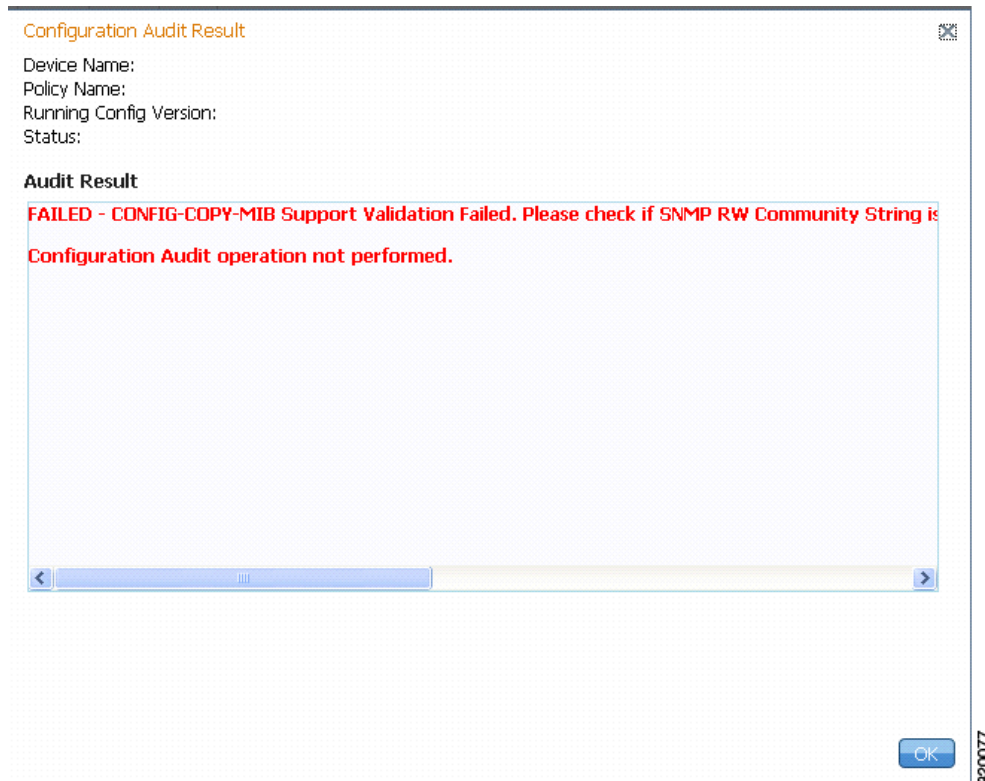 Configuration Audit Result
Device Name:
Policy Name:
Running Config Version:
Status:
Audit Result
FAILED - CONFIG-COPY-MIB Support Validation Failed. Please check if SNMP RW Community String is
Configuration Audit operation not performed.
OK